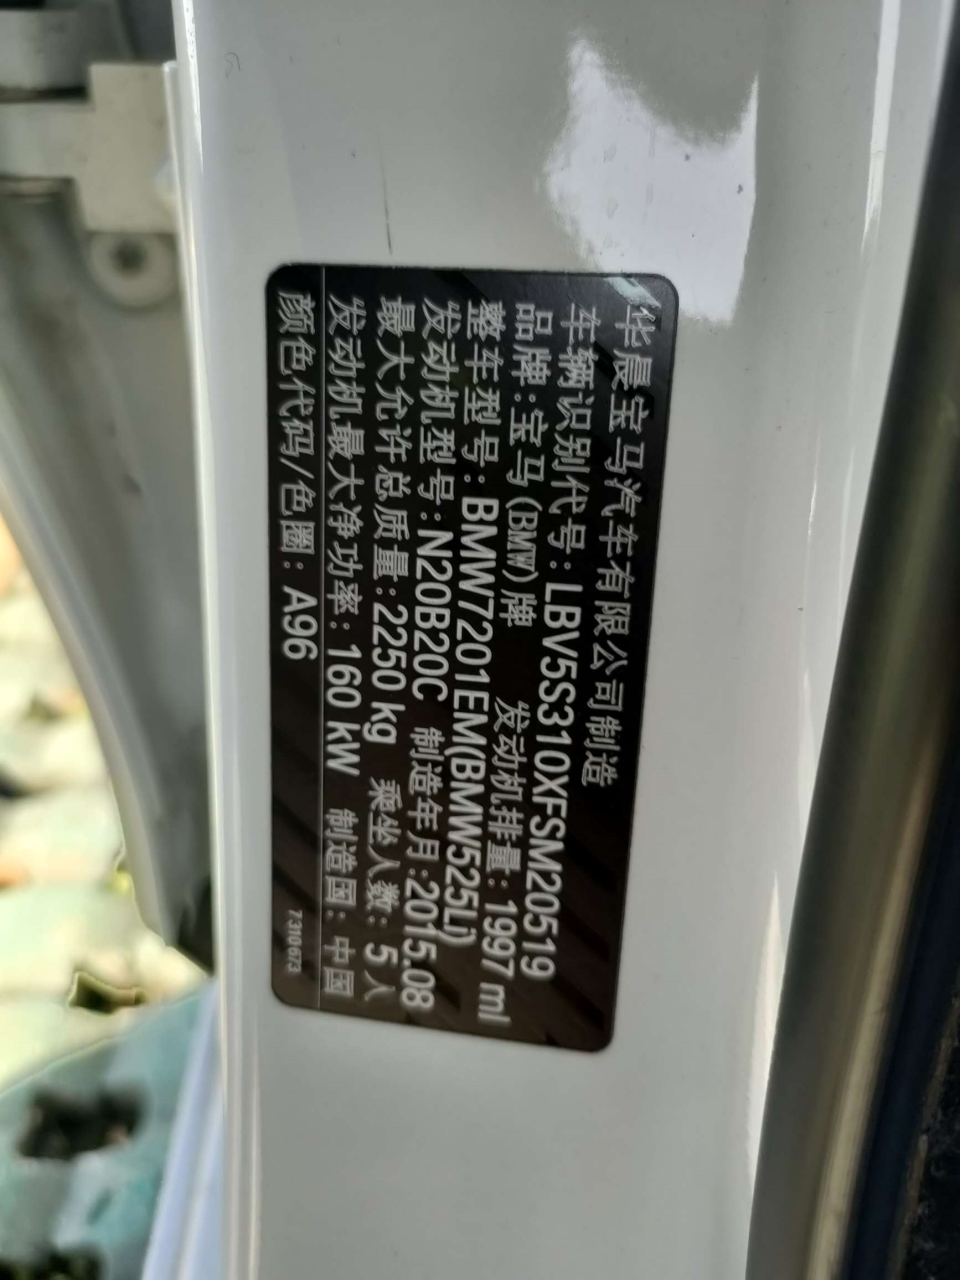 华晨宝马汽车有限公司制造
车辆识别代号：LBV5S310XFSM20519
品牌：宝马(BMW)牌 发动机排量：1997 ml
整车型号：BMW7201EM(BMW525Li)
发动机型号：N20B20C 制造年月：2015.08
最大允许总质量：2250 kg 乘坐人数：5人
发动机最大净功率：160 kW 制造国：中国
颜色代码/色圈：A96
7310673